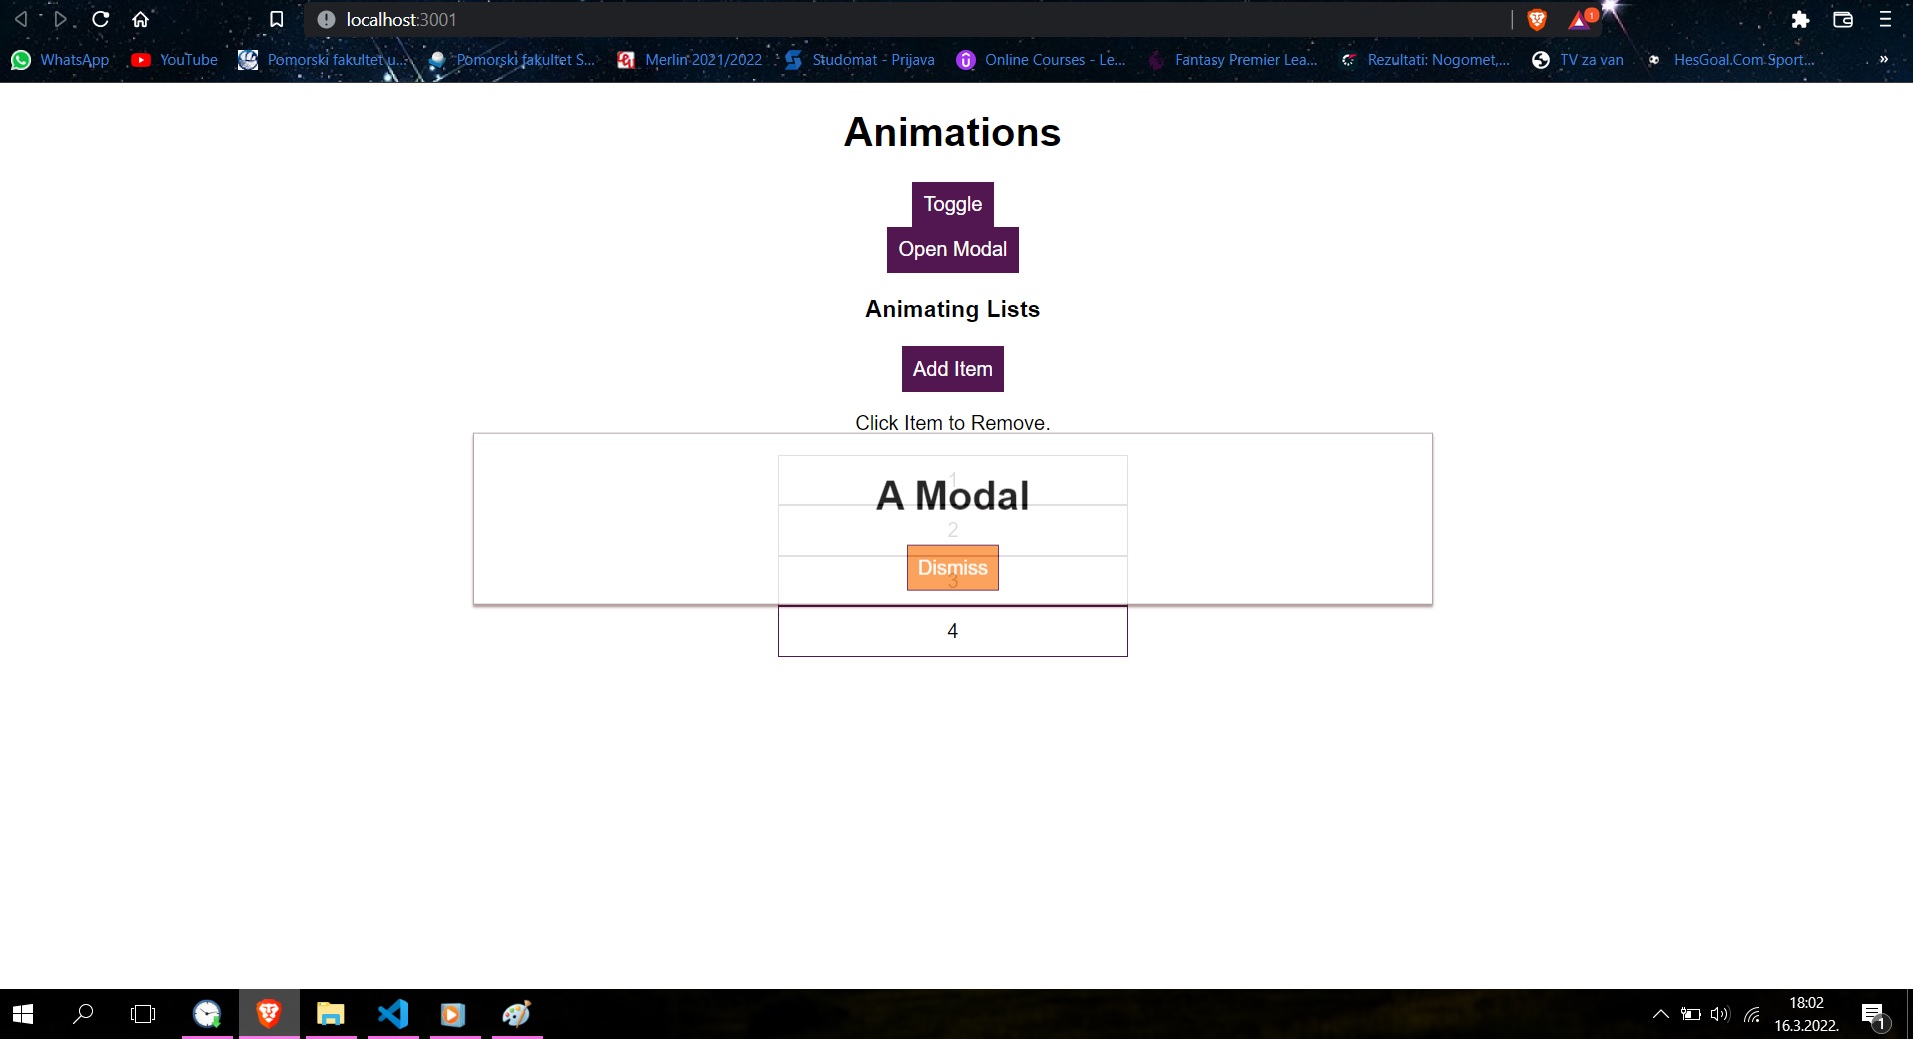 localhost:3001
1
WhatsApp YouTube Pomorski fakultet u... Pomorski fakultet S... Merlin 2021/2022 Studomat - Prijava Online Courses - Le... Fantasy Premier Lea... Rezultati: Nogomet,... TV za van HesGoal.Com Sport... »
Animations
Toggle
Open Modal
Animating Lists
Add Item
Click Item to Remove.
1
A Modal
2
Dismiss
3
4
18:02
16.3.2022.
1